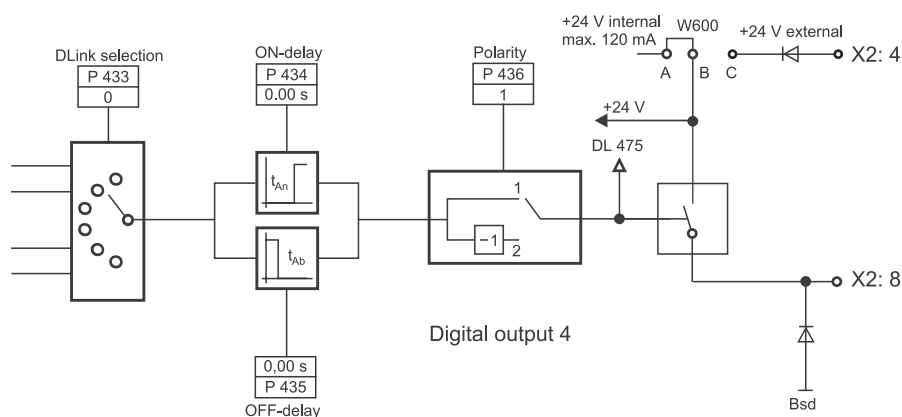 +24 V internal
max. 120 mA
W600
+24 V external
X2: 4
A
B
C
DLink selection
P 433
0
ON-delay
P 434
0.00 s
Polarity
P 436
1
+24 V
DL 475
tAn
1
-1
2
tAb
X2: 8
Digital output 4
0,00 s
P 435
OFF-delay
Bsd